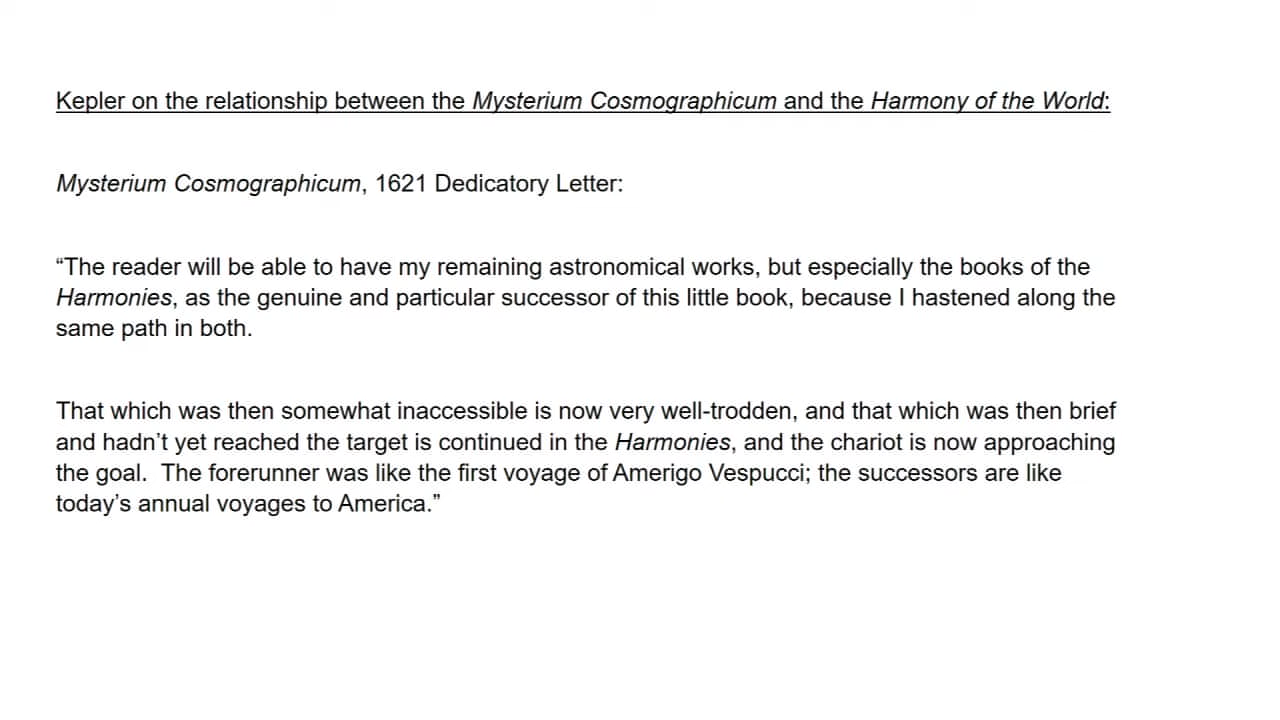 Kepler on the relationship between the Mysterium Cosmographicum and the Harmony of the World:
Mysterium Cosmographicum, 1621 Dedicatory Letter:
“The reader will be able to have my remaining astronomical works, but especially the books of the
Harmonies, as the genuine and particular successor of this little book, because I hastened along the
same path in both.
That which was then somewhat inaccessible is now very well-trodden, and that which was then brief
and hadn’t yet reached the target is continued in the Harmonies, and the chariot is now approaching
the goal.  The forerunner was like the first voyage of Amerigo Vespucci; the successors are like
today’s annual voyages to America.”